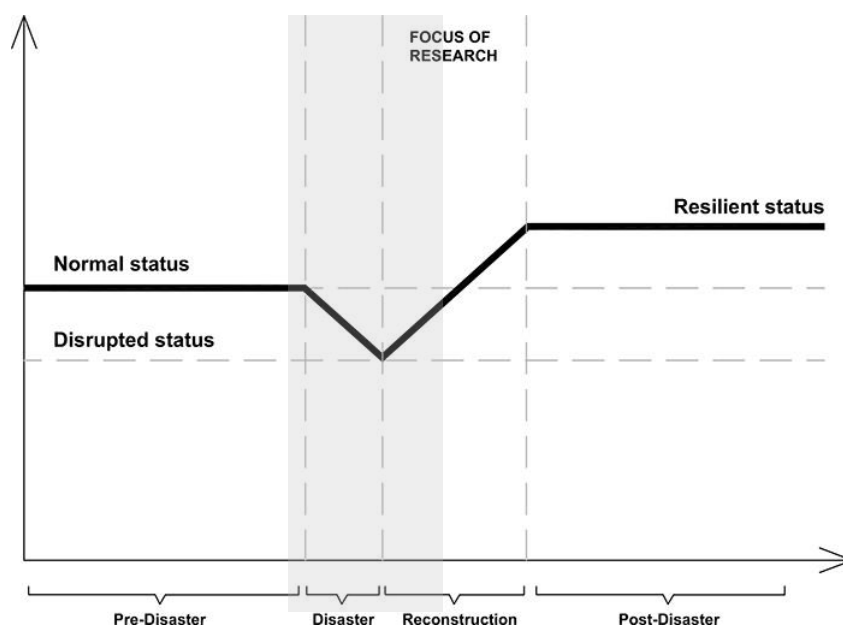 FOCUS OF
RESEARCH
Resilient status
Normal status
Disrupted status
Pre-Disaster
Disaster
Reconstruction
Post-Disaster